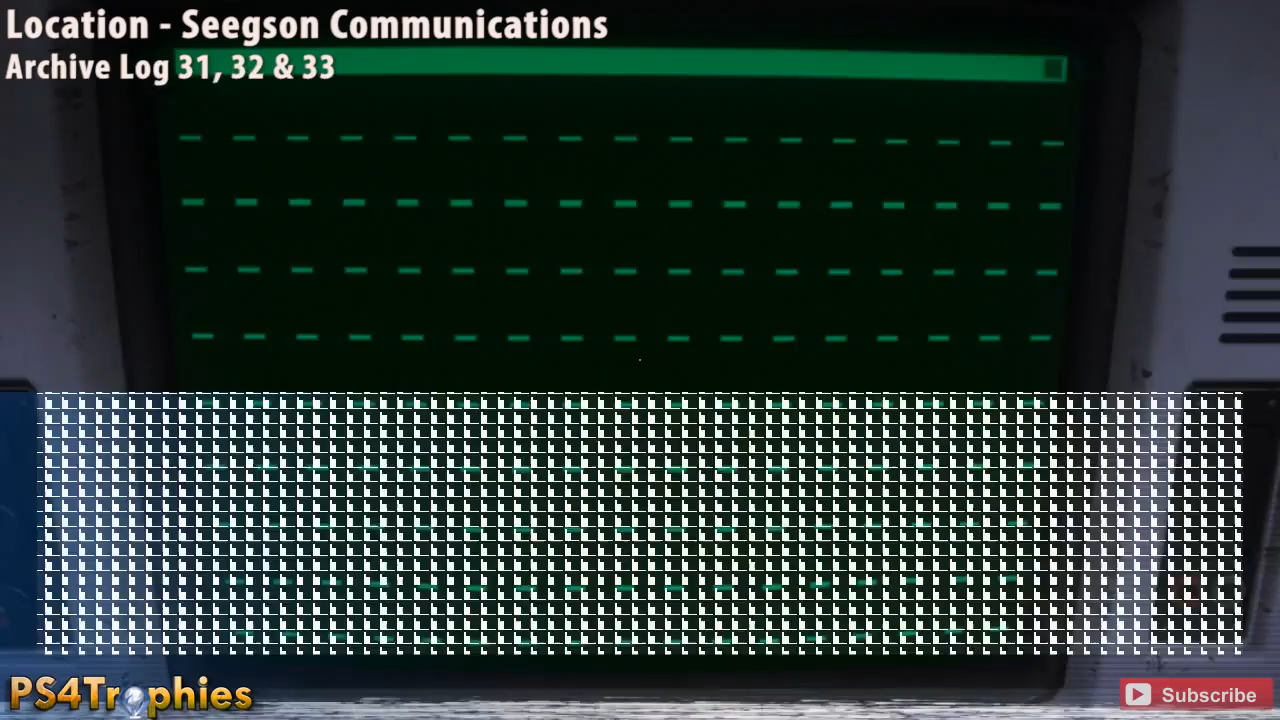 Location - Seegson Communications
Archive Log 31, 32 & 33
PS4Trophies
Subscribe